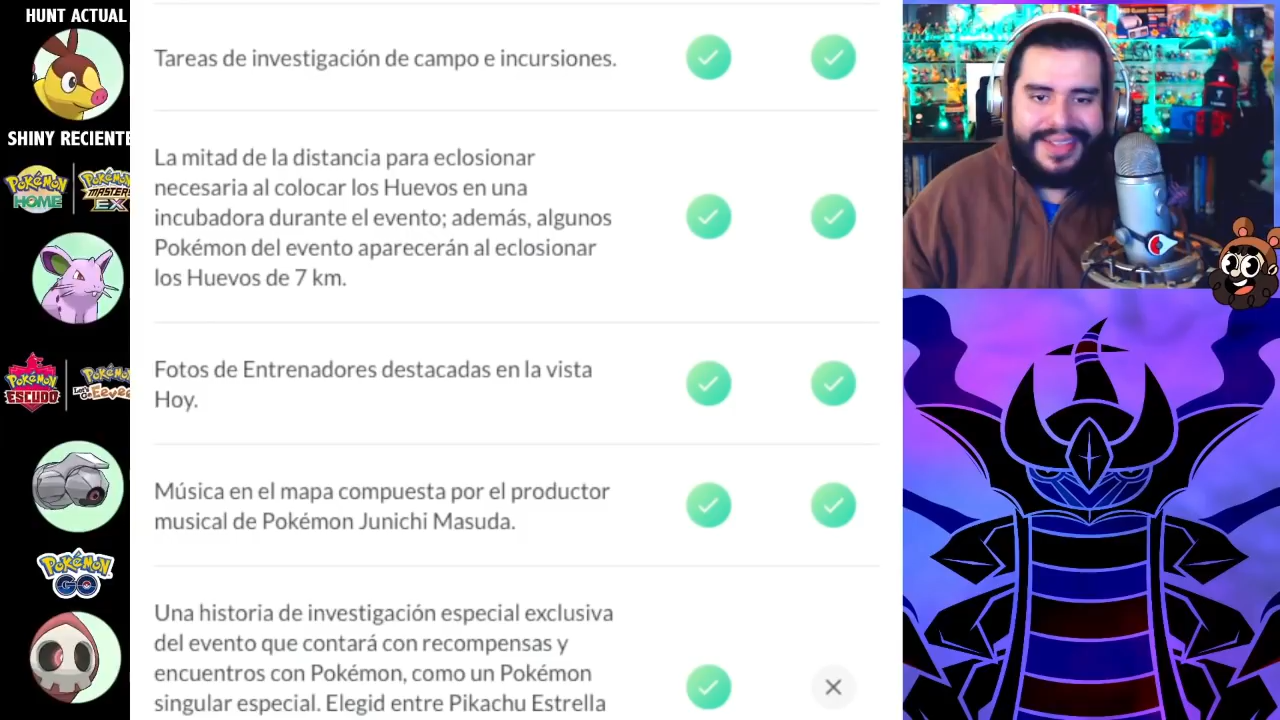 HUNT ACTUAL
SHINY RECIENTE
Pokémon HOME
Pokémon MASTERS EX
Pokémon ESCUDO
Pokémon Let's Go Eevee
Pokémon GO
Tareas de investigación de campo e incursiones.
La mitad de la distancia para eclosionar
necesaria al colocar los Huevos en una
incubadora durante el evento; además, algunos
Pokémon del evento aparecerán al eclosionar
los Huevos de 7 km.
Fotos de Entrenadores destacadas en la vista
Hoy.
Música en el mapa compuesta por el productor
musical de Pokémon Junichi Masuda.
Una historia de investigación especial exclusiva
del evento que contará con recompensas y
encuentros con Pokémon, como un Pokémon
singular especial. Elegid entre Pikachu Estrella